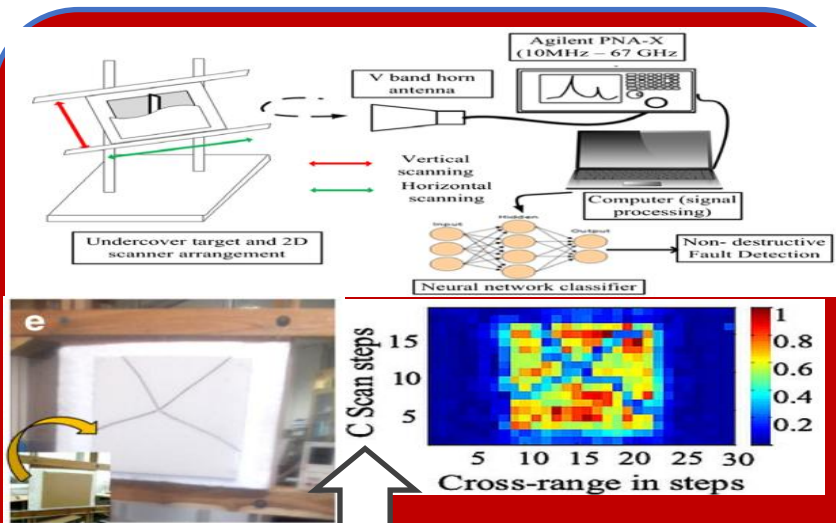 Agilent PNA-X
(10MHz – 67 GHz
V band horn
antenna
Vertical
scanning
Horizontal
scanning
Computer (signal
processing)
Undercover target and 2D
scanner arrangement
Input
Hidden
Output
Non- destructive
Fault Detection
Neural network classifier
e
C Scan steps
15
10
5
1
0.8
0.6
0.4
0.2
5 10 15 20 25 30
Cross-range in steps